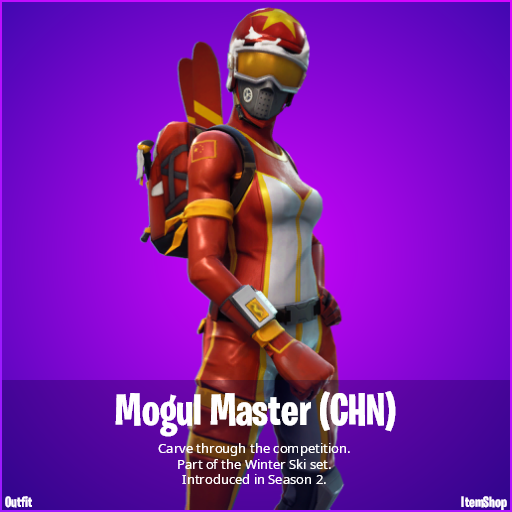 Mogul Master (CHN)
Carve through the competition.
Part of the Winter Ski set.
Introduced in Season 2.
Outfit
ItemShop